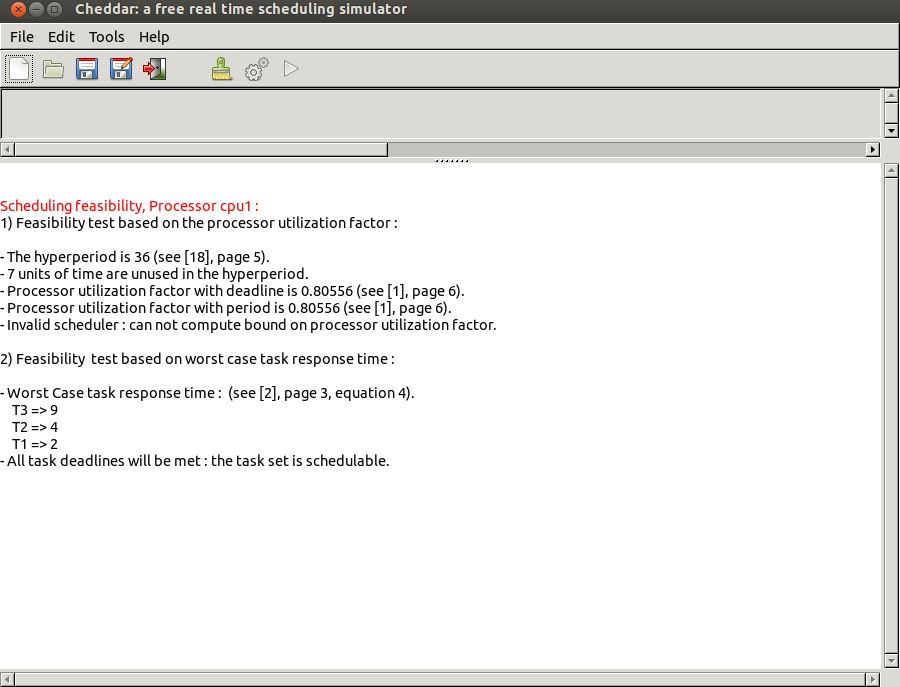 Cheddar: a free real time scheduling simulator
File Edit Tools Help
Scheduling feasibility, Processor cpu1 :
1) Feasibility test based on the processor utilization factor :
- The hyperperiod is 36 (see [18], page 5).
- 7 units of time are unused in the hyperperiod.
- Processor utilization factor with deadline is 0.80556 (see [1], page 6).
- Processor utilization factor with period is 0.80556 (see [1], page 6).
- Invalid scheduler : can not compute bound on processor utilization factor.
2) Feasibility  test based on worst case task response time :
- Worst Case task response time :  (see [2], page 3, equation 4).
T3 => 9
T2 => 4
T1 => 2
- All task deadlines will be met : the task set is schedulable.